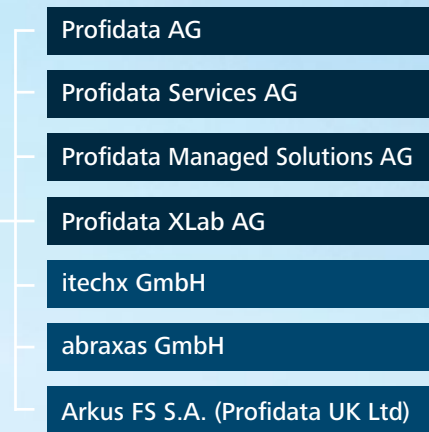 Profidata AG
Profidata Services AG
Profidata Managed Solutions AG
Profidata XLab AG
itechx GmbH
abraxas GmbH
Arkus FS S.A. (Profidata UK Ltd)